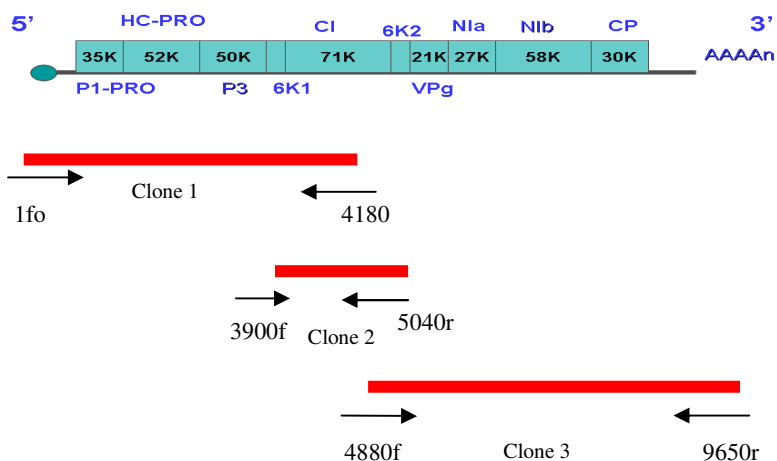 5' HC-PRO CI 6K2 NIa NIb CP 3'
35K 52K 50K 71K 21K 27K 58K 30K AAAAn
P1-PRO P3 6K1 VPg
Clone 1
1fo 4180
3900f Clone 2 5040r
4880f Clone 3 9650r